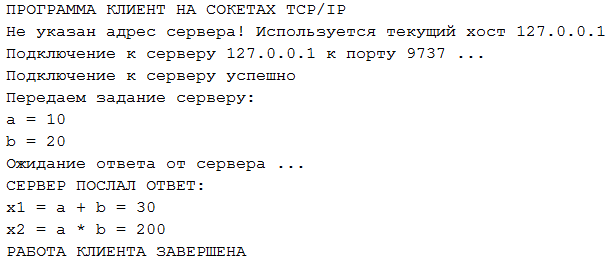 ПРОГРАММА КЛИЕНТ НА СОКЕТАХ TCP/IP
Не указан адрес сервера! Используется текущий хост 127.0.0.1
Подключение к серверу 127.0.0.1 к порту 9737 ...
Подключение к серверу успешно
Передаем задание серверу:
a = 10
b = 20
Ожидание ответа от сервера ...
СЕРВЕР ПОСЛАЛ ОТВЕТ:
x1 = a + b = 30
x2 = a * b = 200
РАБОТА КЛИЕНТА ЗАВЕРШЕНА